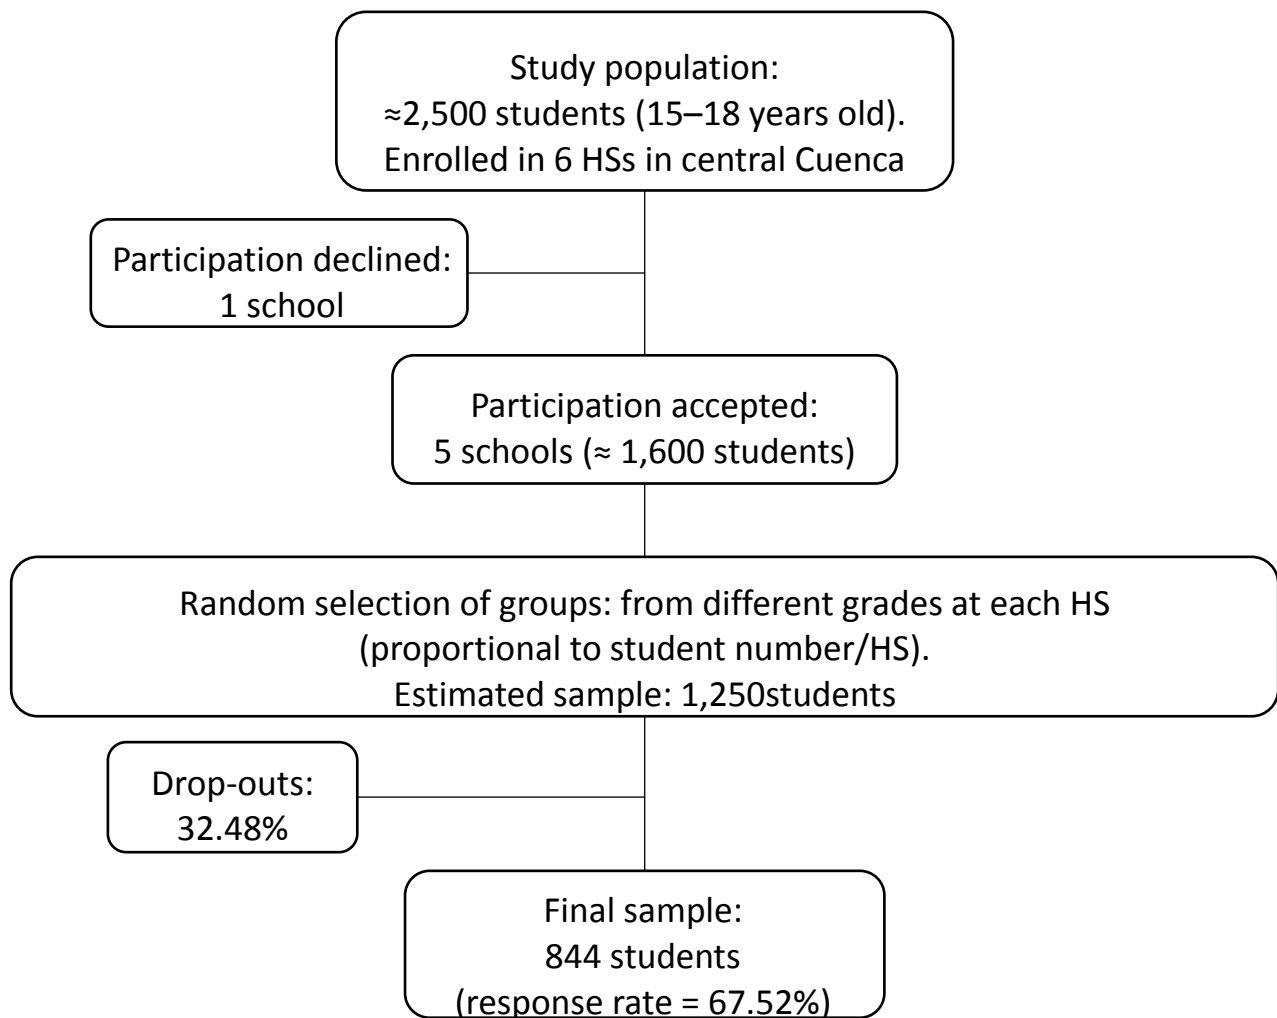 Study population:
≈2,500 students (15–18 years old).
Enrolled in 6 HSs in central Cuenca
Participation declined:
1 school
Participation accepted:
5 schools (≈ 1,600 students)
Random selection of groups: from different grades at each HS
(proportional to student number/HS).
Estimated sample: 1,250students
Drop-outs:
32.48%
Final sample:
844 students
(response rate = 67.52%)